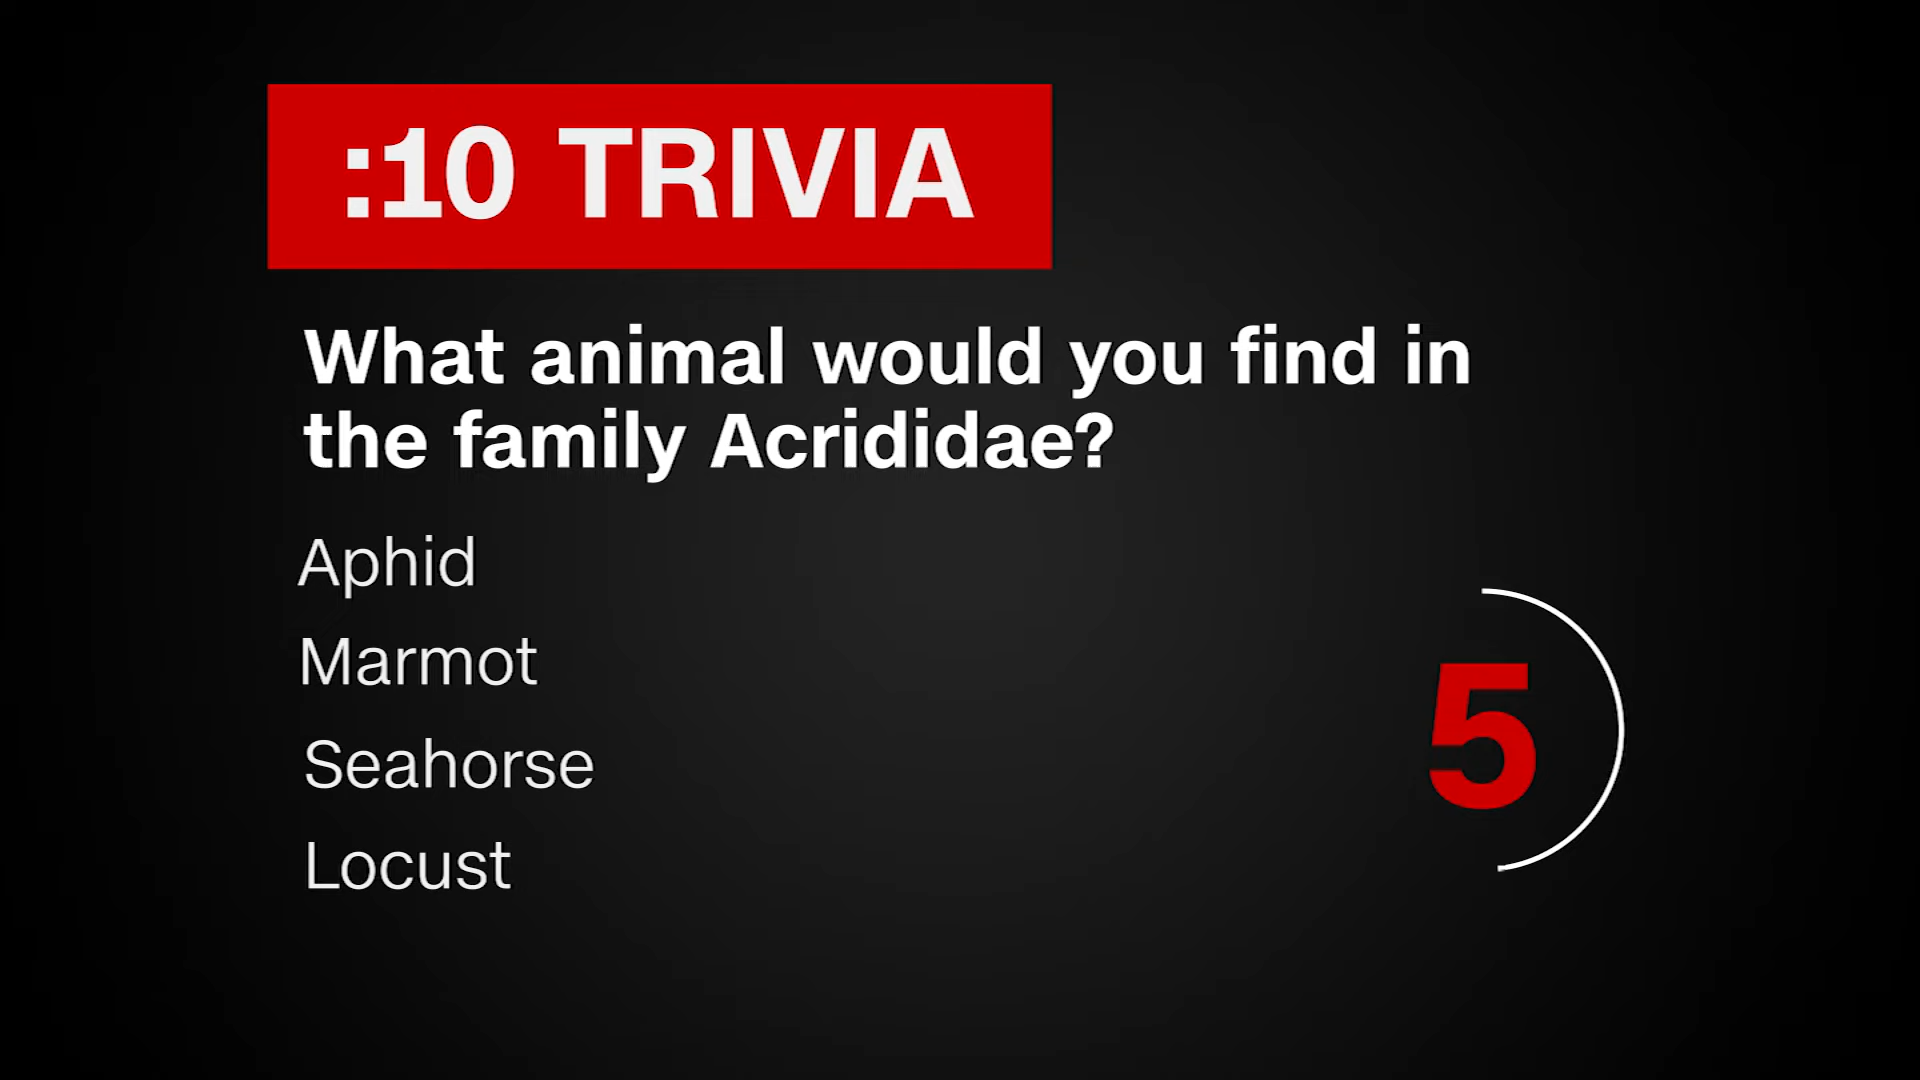 :10 TRIVIA
What animal would you find in
the family Acrididae?
Aphid
Marmot
Seahorse
Locust
5